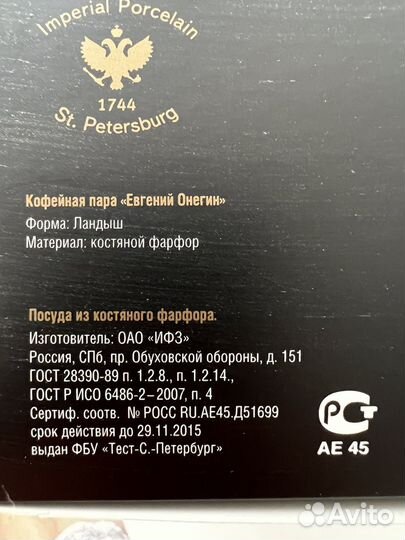 Imperial Porcelain
1744
St. Petersburg
Кофейная пара «Евгений Онегин»
Форма: Ландыш
Материал: костяной фарфор
Посуда из костяного фарфора.
Изготовитель: ОАО «ИФЗ»
Россия, СПб, пр. Обуховской обороны, д. 151
ГОСТ 28390-89 п. 1.2.8., п. 1.2.14.,
ГОСТ Р ИСО 6486-2–2007, п. 4
Сертиф. соотв. № РОСС RU.АЕ45.Д51699
срок действия до 29.11.2015
выдан ФБУ «Тест-С.-Петербург»
РСТ
АЕ 45
Avito